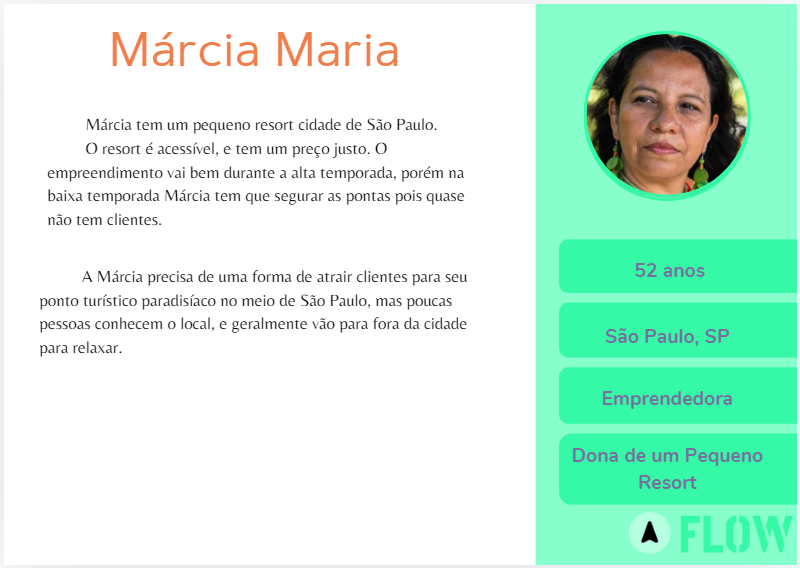 Márcia Maria
Márcia tem um pequeno resort cidade de São Paulo.
O resort é acessível, e tem um preço justo. O
empreendimento vai bem durante a alta temporada, porém na
baixa temporada Márcia tem que segurar as pontas pois quase
não tem clientes.
A Márcia precisa de uma forma de atrair clientes para seu
ponto turístico paradisíaco no meio de São Paulo, mas poucas
pessoas conhecem o local, e geralmente vão para fora da cidade
para relaxar.
52 anos
São Paulo, SP
Emprendedora
Dona de um Pequeno
Resort
FLOW